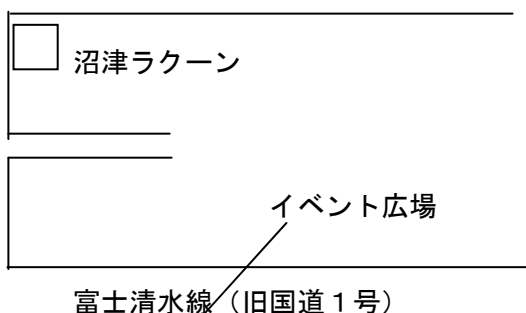 沼津ラクーン
イベント広場
富士清水線（旧国道１号）